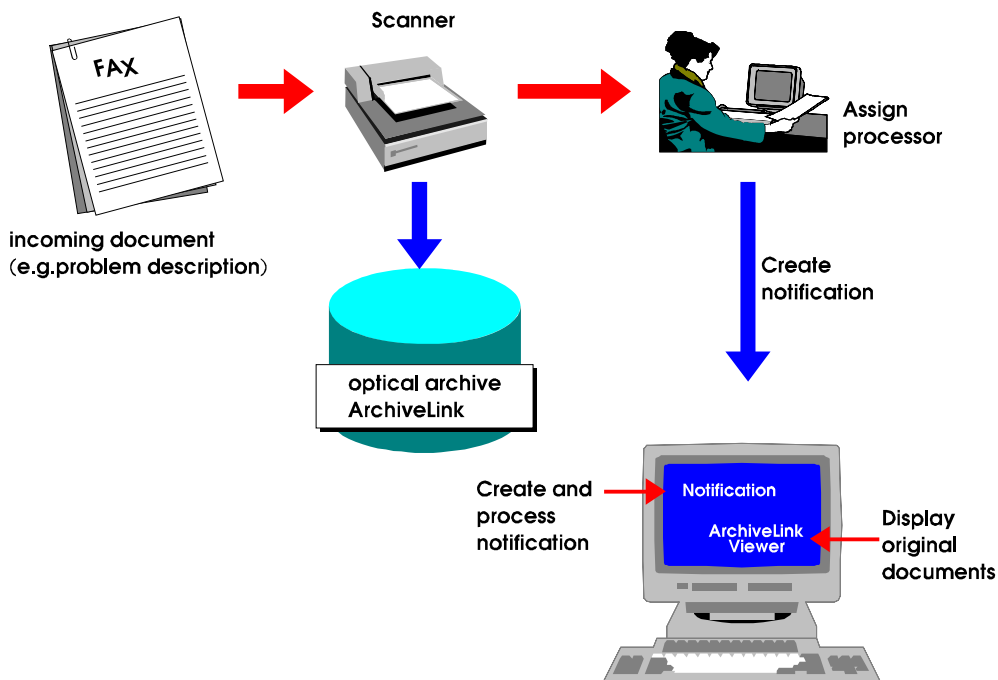 Scanner
FAX
Assign
processor
incoming document
(e.g.problem description)
Create
notification
optical archive
ArchiveLink
Create and
process
notification
Notification
ArchiveLink
Viewer
Display
original
documents